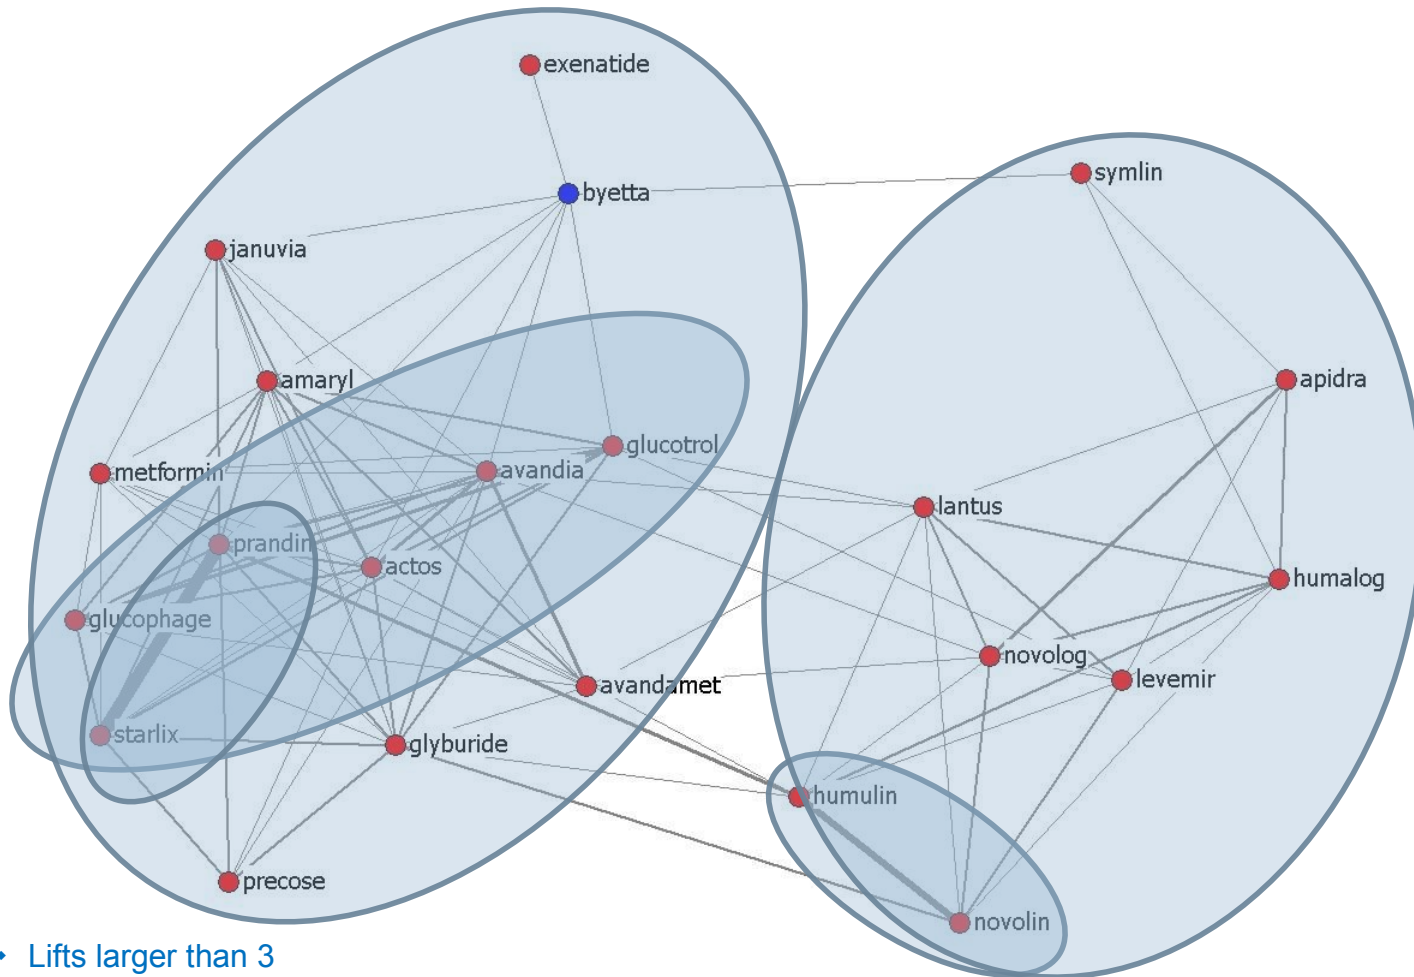 exenatide
symlin
byetta
januvia
amaryl
apidra
glucotrol
metformin
avandia
lantus
prandin
actos
humalog
glucophage
novolog
levemir
avandamet
starlix
glyburide
humulin
precose
novolin
Lifts larger than 3